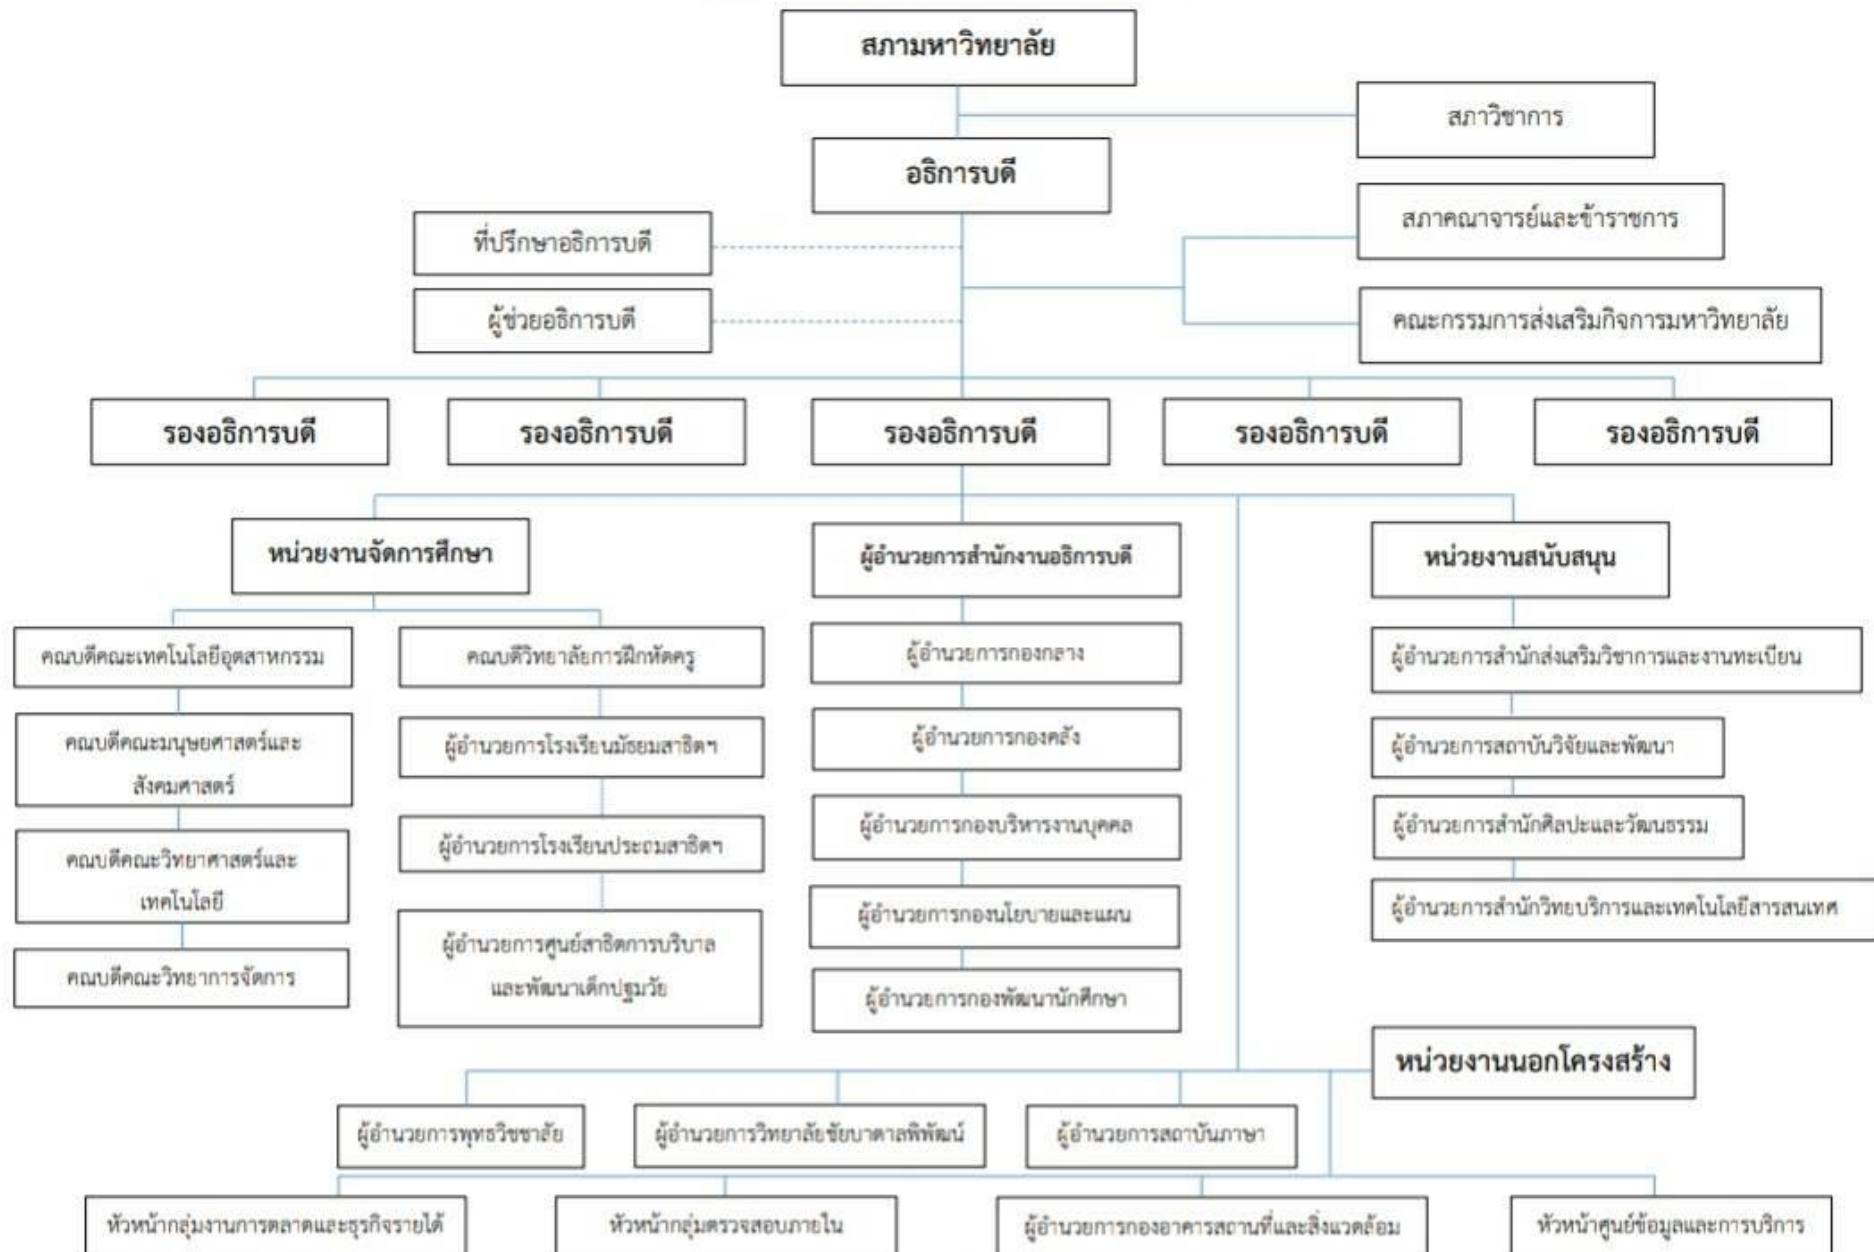 สภามหาวิทยาลัย
สภาวิชาการ
อธิการบดี
สภาคณาจารย์และข้าราชการ
ที่ปรึกษาอธิการบดี
ผู้ช่วยอธิการบดี
คณะกรรมการส่งเสริมกิจการมหาวิทยาลัย
รองอธิการบดี
รองอธิการบดี
รองอธิการบดี
รองอธิการบดี
รองอธิการบดี
หน่วยงานจัดการศึกษา
คณบดีคณะเทคโนโลยีอุตสาหกรรม
คณบดีคณะมนุษยศาสตร์และ
สังคมศาสตร์
คณบดีคณะวิทยาศาสตร์และ
เทคโนโลยี
คณบดีคณะวิทยาการจัดการ
คณบดีวิทยาลัยการฝึกหัดครู
ผู้อำนวยการโรงเรียนมัธยมสาธิตฯ
ผู้อำนวยการโรงเรียนประถมสาธิตฯ
ผู้อำนวยการศูนย์สาธิตการบริบาล
และพัฒนาเด็กปฐมวัย
ผู้อำนวยการสำนักงานอธิการบดี
ผู้อำนวยการกองกลาง
ผู้อำนวยการกองคลัง
ผู้อำนวยการกองบริหารงานบุคคล
ผู้อำนวยการกองนโยบายและแผน
ผู้อำนวยการกองพัฒนานักศึกษา
หน่วยงานสนับสนุน
ผู้อำนวยการสำนักส่งเสริมวิชาการและงานทะเบียน
ผู้อำนวยการสถาบันวิจัยและพัฒนา
ผู้อำนวยการสำนักศิลปะและวัฒนธรรม
ผู้อำนวยการสำนักวิทยบริการและเทคโนโลยีสารสนเทศ
หน่วยงานนอกโครงสร้าง
ผู้อำนวยการพุทธวิชชาลัย
ผู้อำนวยการวิทยาลัยชัยบาดาลพิพัฒน์
ผู้อำนวยการสถาบันภาษา
หัวหน้ากลุ่มงานการตลาดและธุรกิจรายได้
หัวหน้ากลุ่มตรวจสอบภายใน
ผู้อำนวยการกองอาคารสถานที่และสิ่งแวดล้อม
หัวหน้าศูนย์ข้อมูลและการบริการ